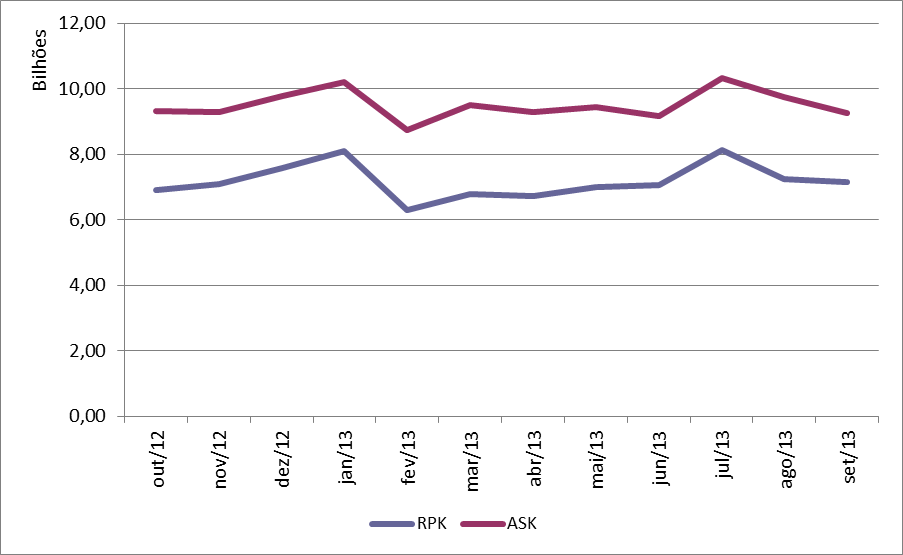 Bilhões
12,00
10,00
8,00
6,00
4,00
2,00
0,00
out/12
nov/12
dez/12
jan/13
fev/13
mar/13
abr/13
mai/13
jun/13
jul/13
ago/13
set/13
RPK
ASK